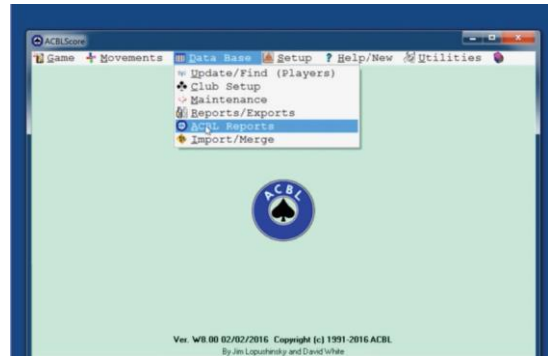 ACBLScore
Game Movements Data Base Setup ? Help/New Utilities
Update/Find (Players)
Club Setup
Maintenance
Reports/Exports
ACBL Reports
Import/Merge
ACBL
Ver. W8.00 02/02/2016 Copyright (c) 1991-2016 ACBL
By Jim Lopushinsky and David White